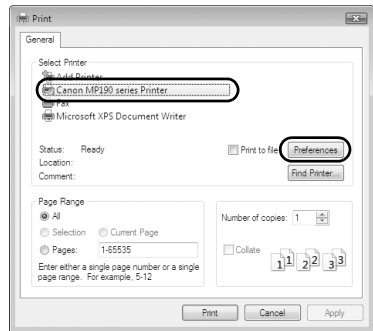 Print
General
Select Printer
Add Printer
Canon MP190 series Printer
Fax
Microsoft XPS Document Writer
Status: Ready
Print to file
Preferences
Location:
Comment:
Find Printer...
Page Range
All
Selection
Current Page
Pages: 1-65535
Enter either a single page number or a single
page range. For example, 5-12
Number of copies: 1
Collate
1 1 2 2 3 3
Print
Cancel
Apply